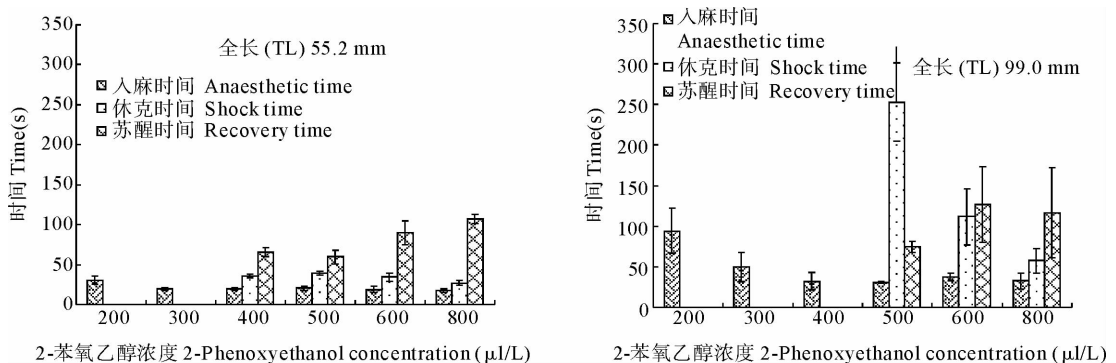 350
300
250
200
150
100
50
0
时间 Time(s)
全长 (TL) 55.2 mm
入麻时间 Anaesthetic time
休克时间 Shock time
苏醒时间 Recovery time
200 300 400 500 600 800
2-苯氧乙醇浓度 2-Phenoxyethanol concentration (μl/L)
350
300
250
200
150
100
50
0
时间 Time(s)
入麻时间
Anaesthetic time
休克时间 Shock time
苏醒时间 Recovery time
全长 (TL) 99.0 mm
200 300 400 500 600 800
2-苯氧乙醇浓度 2-Phenoxyethanol concentration (μl/L)